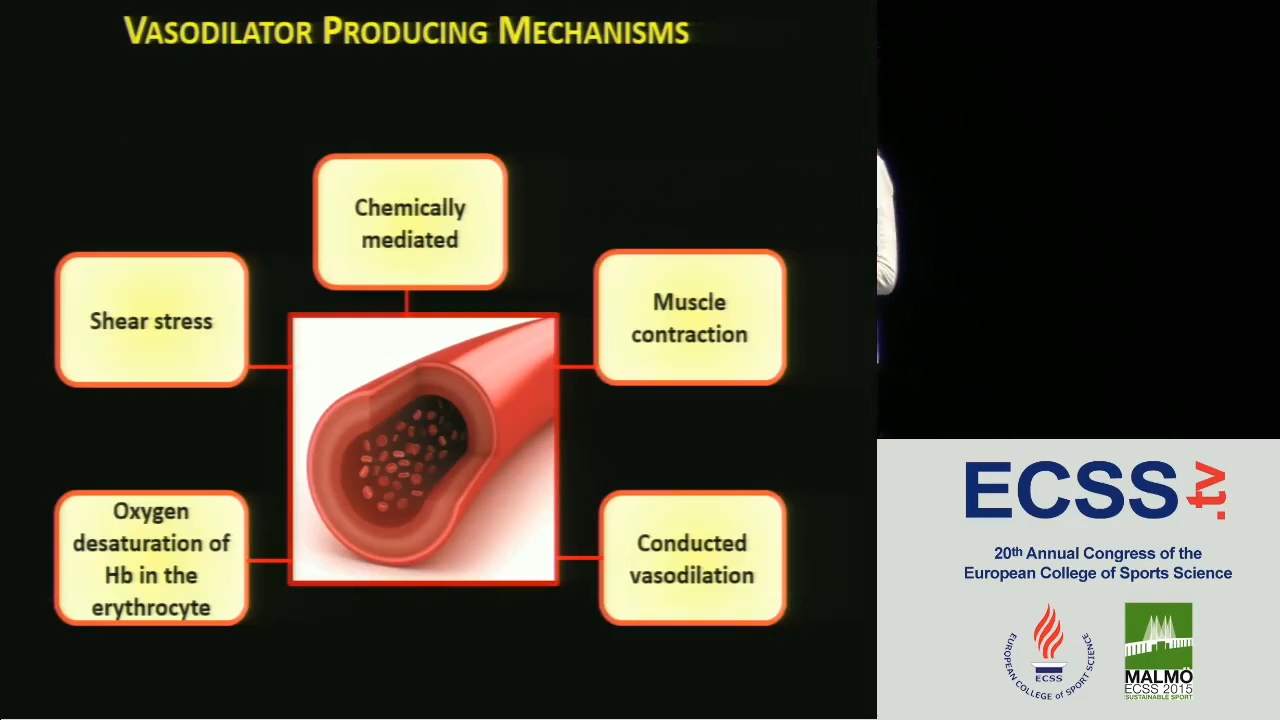 VASODILATOR PRODUCING MECHANISMS
Chemically
mediated
Shear stress
Muscle
contraction
Oxygen
desaturation of
Hb in the
erythrocyte
Conducted
vasodilation
ECSS.tv
20th Annual Congress of the
European College of Sports Science
EUROPEAN COLLEGE OF SPORT SCIENCE
ECSS
MALMÖ
ECSS 2015
SUSTAINABLE SPORT